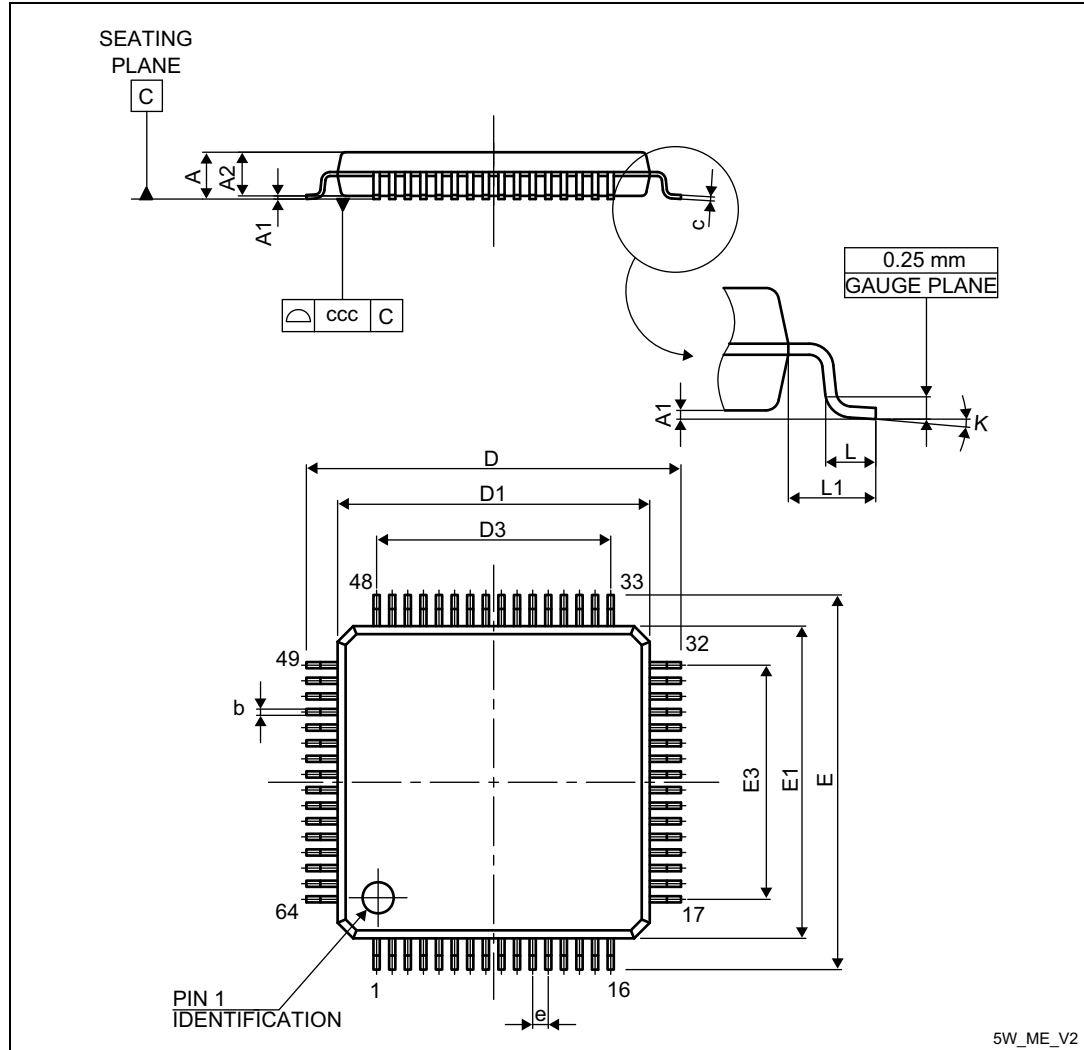 SEATING
PLANE
C
A
A2
A1
c
ccc C
0.25 mm
GAUGE PLANE
A1
K
L
L1
D
D1
D3
48
33
49
32
b
E3
E1
E
64
17
1
16
e
PIN 1
IDENTIFICATION
5W_ME_V2